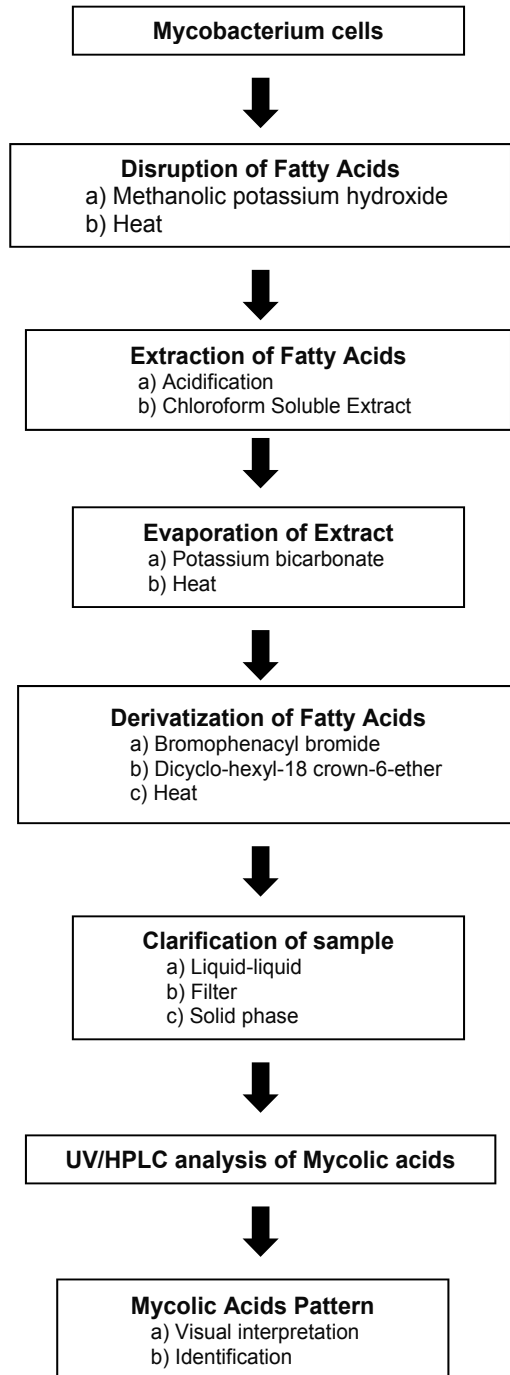 Mycobacterium cells
Disruption of Fatty Acids
a) Methanolic potassium hydroxide
b) Heat
Extraction of Fatty Acids
a) Acidification
b) Chloroform Soluble Extract
Evaporation of Extract
a) Potassium bicarbonate
b) Heat
Derivatization of Fatty Acids
a) Bromophenacyl bromide
b) Dicyclo-hexyl-18 crown-6-ether
c) Heat
Clarification of sample
a) Liquid-liquid
b) Filter
c) Solid phase
UV/HPLC analysis of Mycolic acids
Mycolic Acids Pattern
a) Visual interpretation
b) Identification